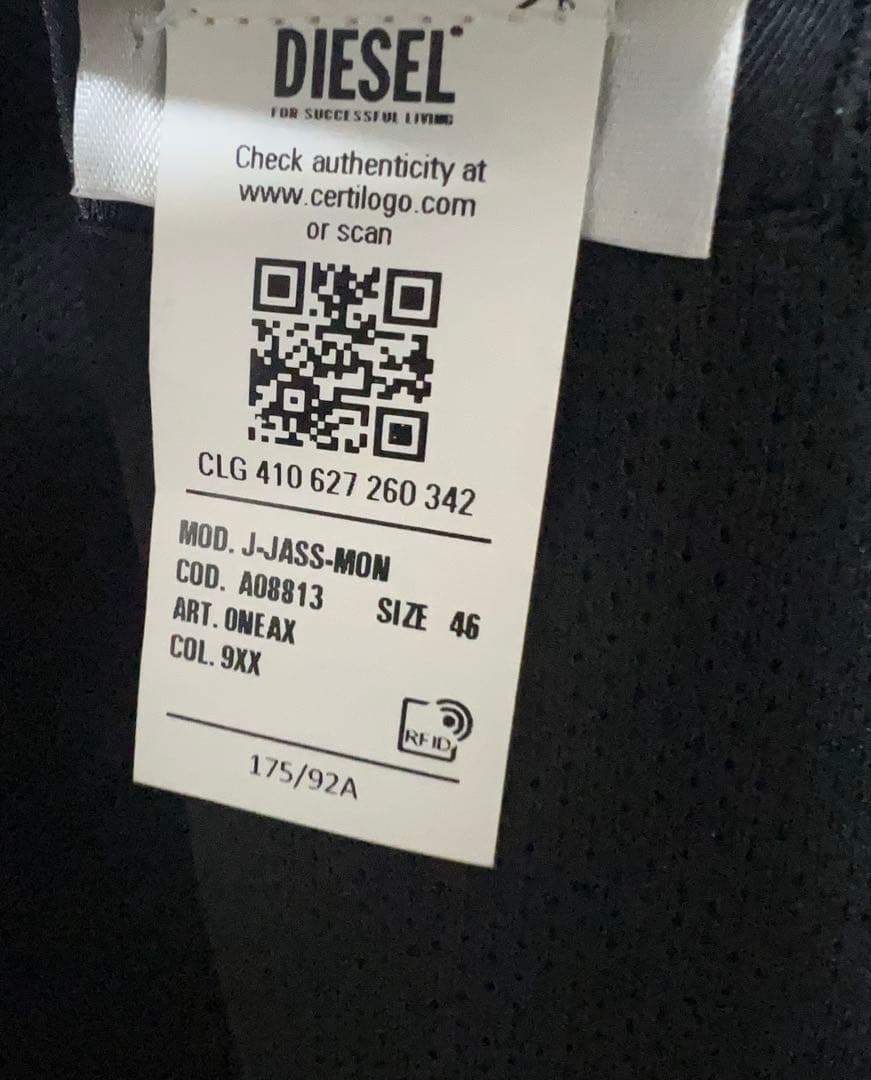 DIESEL
FOR SUCCESSFUL LIVING
Check authenticity at
www.certilogo.com
or scan
CLG 410 627 260 342
MOD. J-JASS-MON
COD. A08813 SIZE 46
ART. ONEAX
COL. 9XX
RFID
175/92A